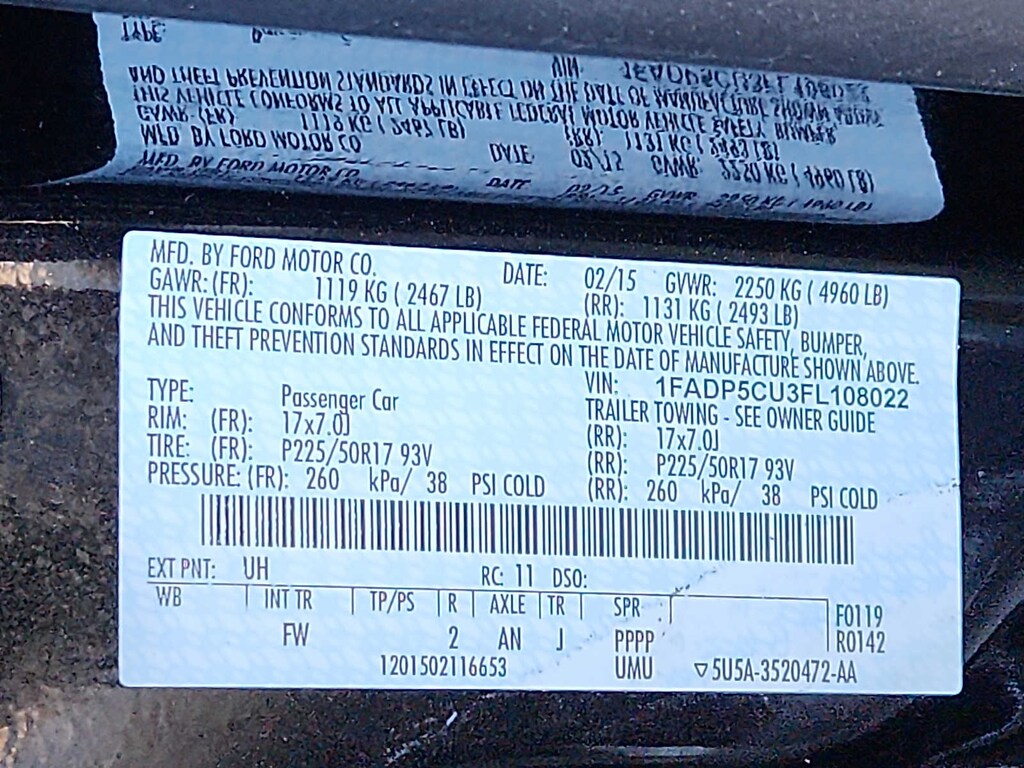 MFD. BY FORD MOTOR CO. DATE: 02/15 GVWR: 2250 KG ( 4960 LB)
GAWR: (FR): 1119 KG ( 2467 LB) (RR): 1131 KG ( 2493 LB)
THIS VEHICLE CONFORMS TO ALL APPLICABLE FEDERAL MOTOR VEHICLE SAFETY, BUMPER,
AND THEFT PREVENTION STANDARDS IN EFFECT ON THE DATE OF MANUFACTURE SHOWN ABOVE.
VIN: 1FADP5CU3FL108022
TYPE: Passenger Car TRAILER TOWING - SEE OWNER GUIDE
RIM: (FR): 17x7.0J (RR): 17x7.0J
TIRE: (FR): P225/50R17 93V (RR): P225/50R17 93V
PRESSURE: (FR): 260 kPa/ 38 PSI COLD (RR): 260 kPa/ 38 PSI COLD
EXT PNT: UH RC: 11 DSO:
WB INT TR TP/PS R AXLE TR SPR F0119
FW 2 AN J PPPP R0142
1201502116653 UMU ▽5U5A-3520472-AA